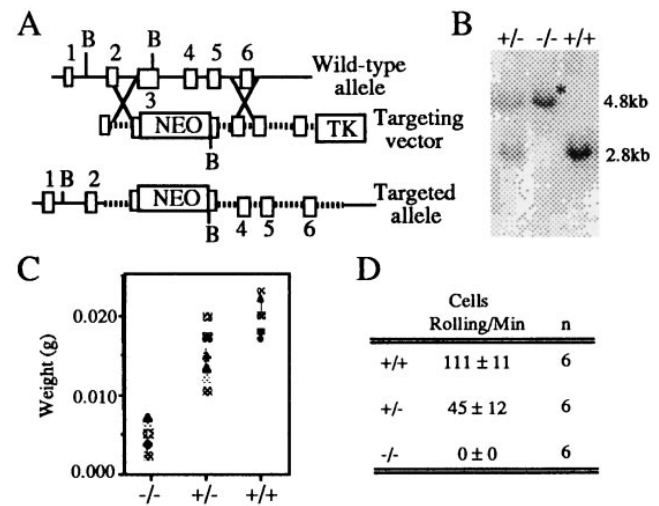 A
1 B 2 B 4 5 6
Wild-type
allele
3
NEO
TK
Targeting
vector
B
1 B 2
NEO
Targeted
allele
B 4 5 6
B
+/- -/- +/+
*
4.8kb
2.8kb
C
Weight (g)
0.020
0.010
0.000
-/- +/- +/+
D
Cells
Rolling/Min n
+/+ 111 ± 11 6
+/- 45 ± 12 6
-/- 0 ± 0 6